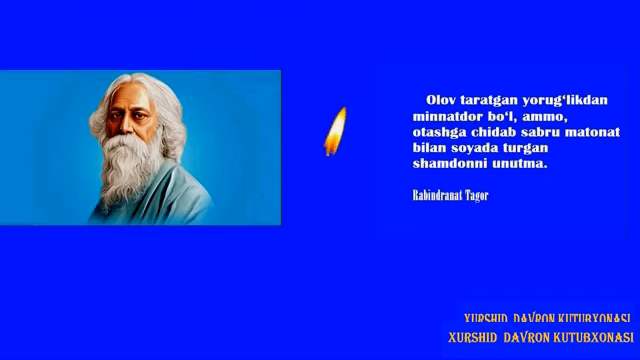 Olov taratgan yorug‘likdan
minnatdor bo‘l, ammo,
otashga chidab sabru matonat
bilan soyada turgan
shamdonni unutma.
Rabindranat Tagor
XURSHID DAVRON KUTUBXONASI
XURSHID DAVRON KUTUBXONASI